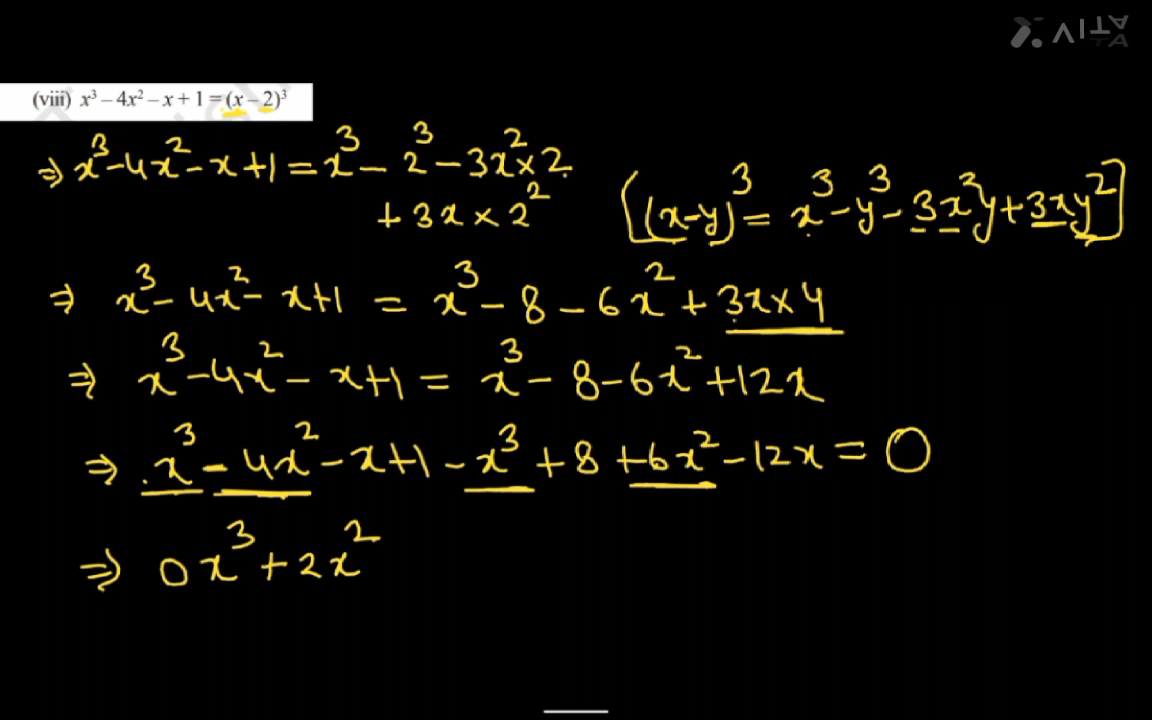 VITA
(viii) x³ – 4x² – x + 1 = (x – 2)³
⇒ x³ - 4x² - x + 1 = x³ - 2³ - 3x² × 2
+ 3x × 2²
[(x-y)³ = x³ - y³ - 3x²y + 3xy²]
⇒ x³ - 4x² - x + 1 = x³ - 8 - 6x² + 3x × 4
⇒ x³ - 4x² - x + 1 = x³ - 8 - 6x² + 12x
⇒ x³ - 4x² - x + 1 - x³ + 8 + 6x² - 12x = 0
⇒ 0x³ + 2x²